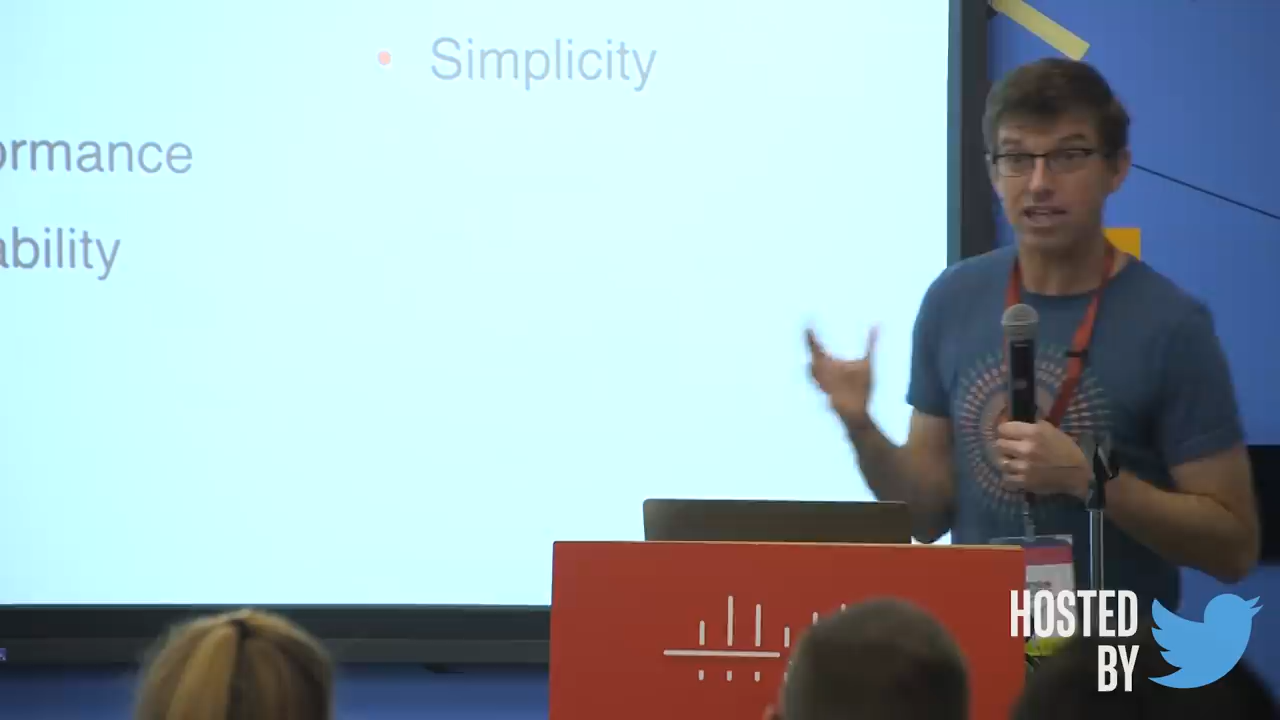 • Simplicity
ormance
ability
HOSTED
BY